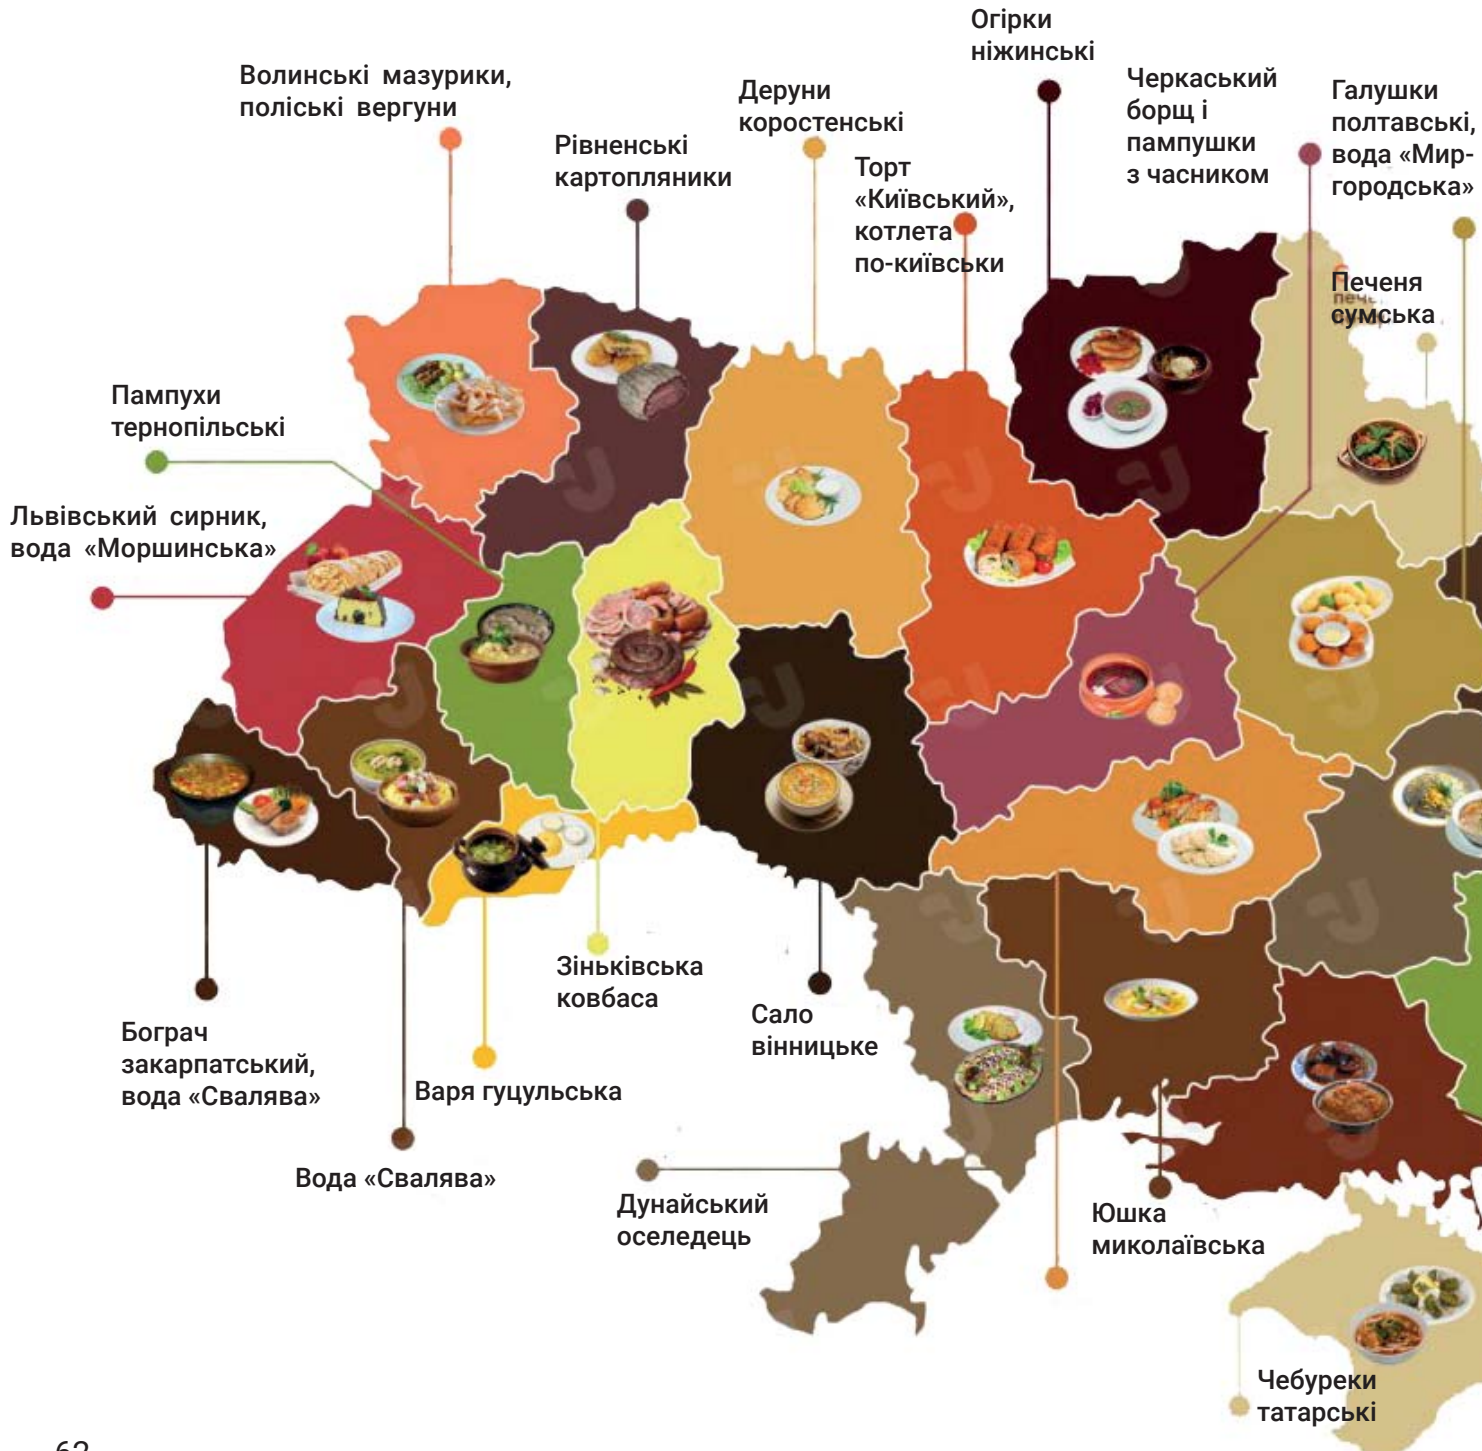 Огірки
ніжинські
Волинські мазурики,
поліські вергуни
Деруни
коростенські
Черкаський
борщ і
пампушки
з часником
Галушки
полтавські,
вода «Мир-
городська»
Рівненські
картопляники
Торт
«Київський»,
котлета
по-київськи
Печеня
сумська
Пампухи
тернопільські
Львівський сирник,
вода «Моршинська»
Зіньківська
ковбаса
Сало
вінницьке
Бограч
закарпатський,
вода «Свалява»
Варя гуцульська
Вода «Свалява»
Дунайський
оселедець
Юшка
миколаївська
Чебуреки
татарські